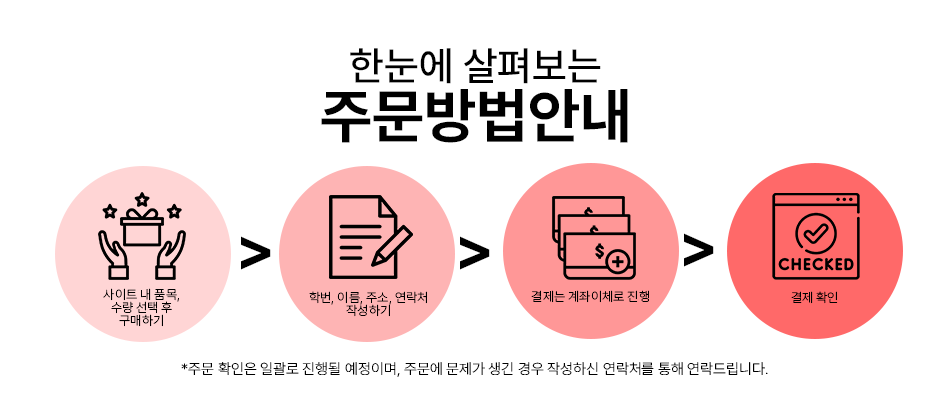 한눈에 살펴보는
주문방법안내
사이트 내 품목,
수량 선택 후
구매하기
>
학번, 이름, 주소, 연락처
작성하기
>
$
결제는 계좌이체로 진행
>
CHECKED
결제 확인
*주문 확인은 일괄로 진행될 예정이며, 주문에 문제가 생긴 경우 작성하신 연락처를 통해 연락드립니다.